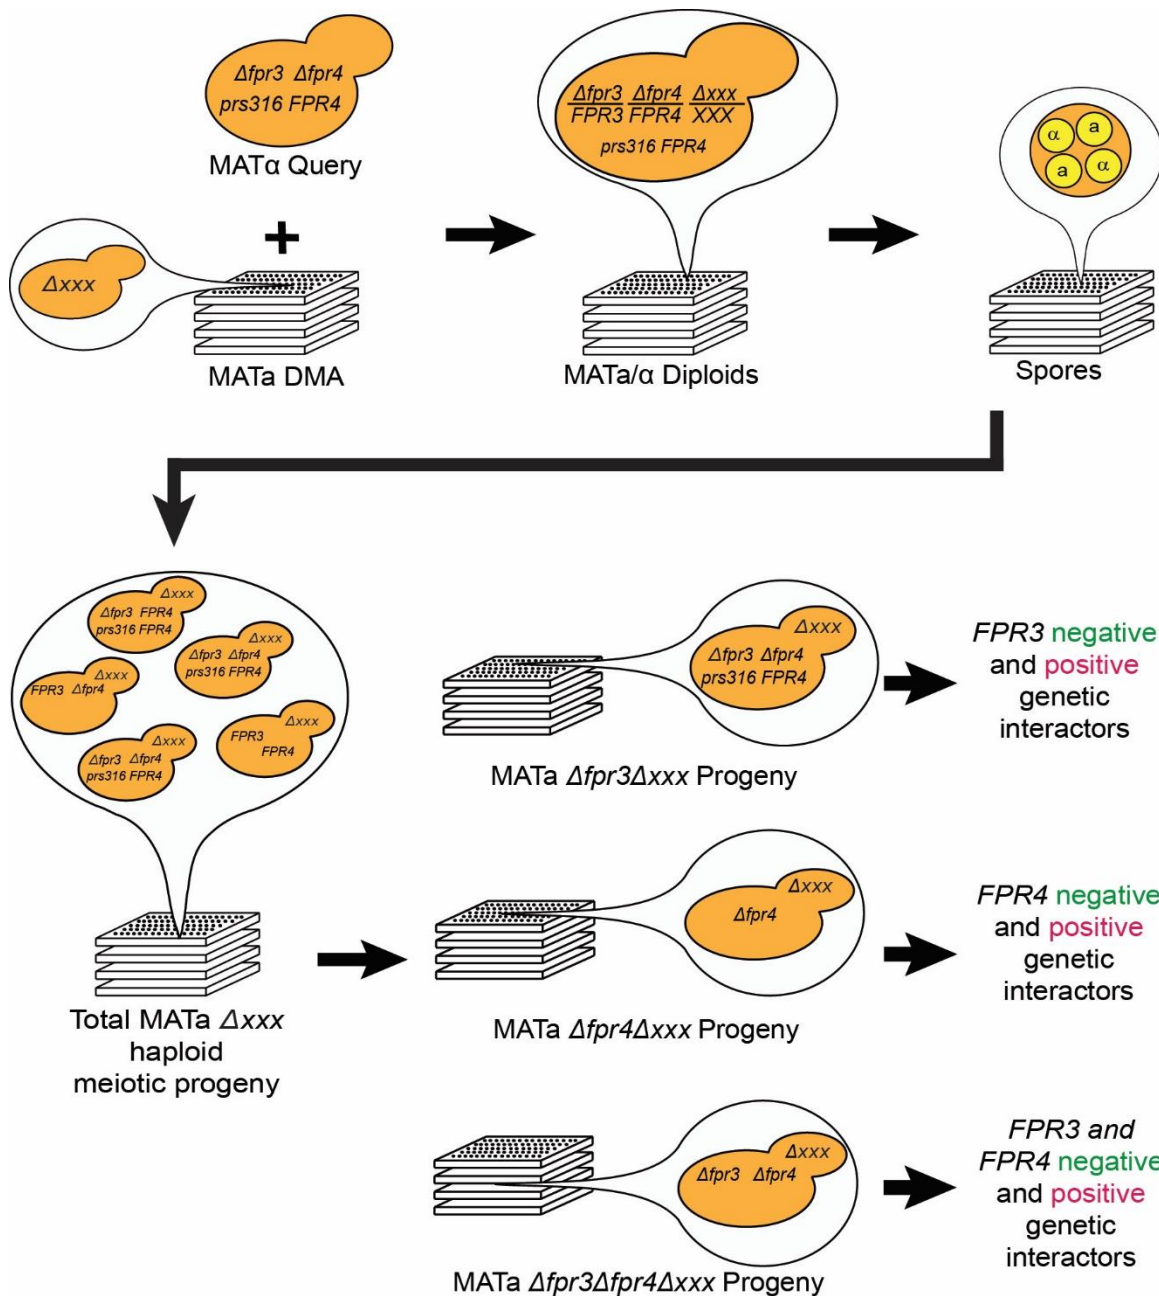 Δfpr3 Δfpr4
prs316 FPR4
MATα Query
+
Δxxx
MATa DMA
Δfpr3 Δfpr4 Δxxx
FPR3 FPR4 XXX
prs316 FPR4
MATa/α Diploids
α a
a α
Spores
Δxxx
Δfpr3 FPR4
prs316 FPR4
Δxxx
Δfpr3 Δfpr4
prs316 FPR4
Δxxx
FPR3 Δfpr4
Δxxx
FPR3
FPR4
Δxxx
Δfpr3 Δfpr4
prs316 FPR4
Total MATa Δxxx
haploid
meiotic progeny
Δxxx
Δfpr3 Δfpr4
prs316 FPR4
MATa Δfpr3Δxxx Progeny
FPR3 negative
and positive
genetic
interactors
Δxxx
Δfpr4
MATa Δfpr4Δxxx Progeny
FPR4 negative
and positive
genetic
interactors
Δxxx
Δfpr3 Δfpr4
MATa Δfpr3Δfpr4Δxxx Progeny
FPR3 and
FPR4 negative
and positive
genetic
interactors